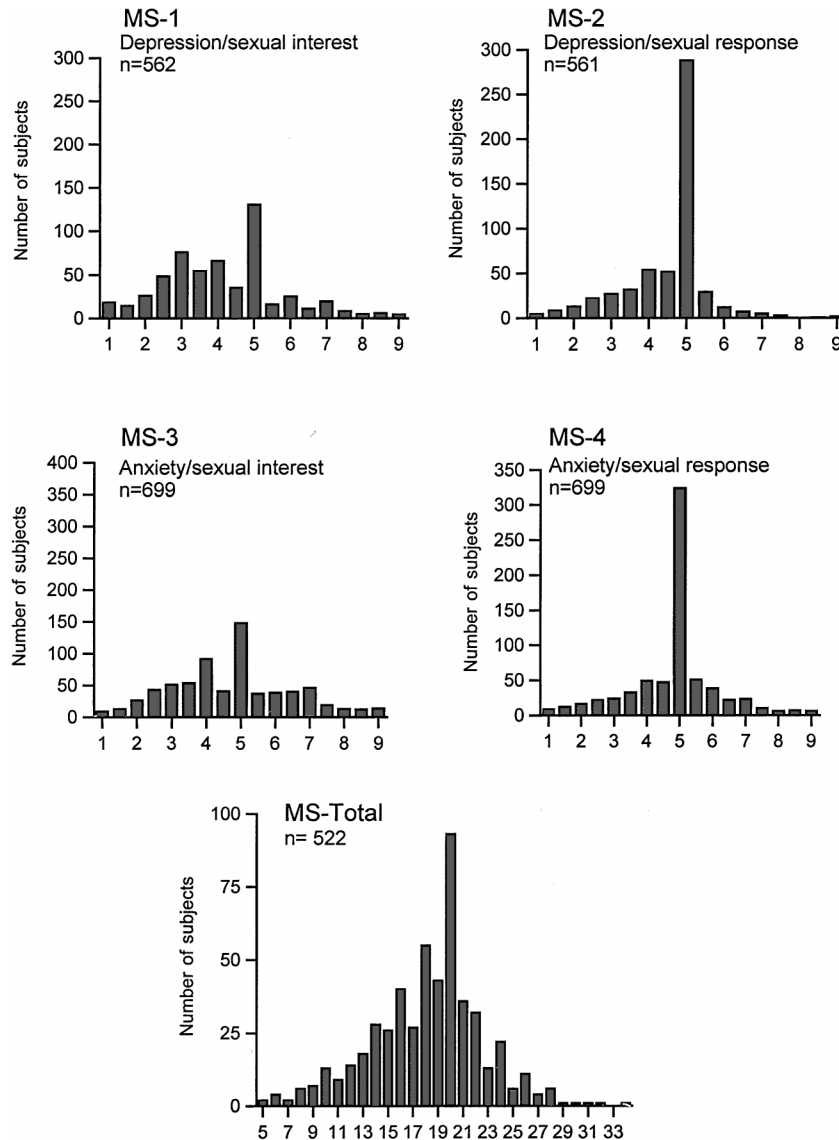 MS-1
Depression/sexual interest
n=562
300
250
200
150
100
50
0
Number of subjects
1 2 3 4 5 6 7 8 9
MS-2
Depression/sexual response
n=561
300
250
200
150
100
50
0
Number of subjects
1 2 3 4 5 6 7 8 9
MS-3
Anxiety/sexual interest
n=699
400
350
300
250
200
150
100
50
0
Number of subjects
1 2 3 4 5 6 7 8 9
MS-4
Anxiety/sexual response
n=699
350
300
250
200
150
100
50
0
Number of subjects
1 2 3 4 5 6 7 8 9
MS-Total
n= 522
100
75
50
25
0
Number of subjects
5 7 9 11 13 15 17 19 21 23 25 27 29 31 33